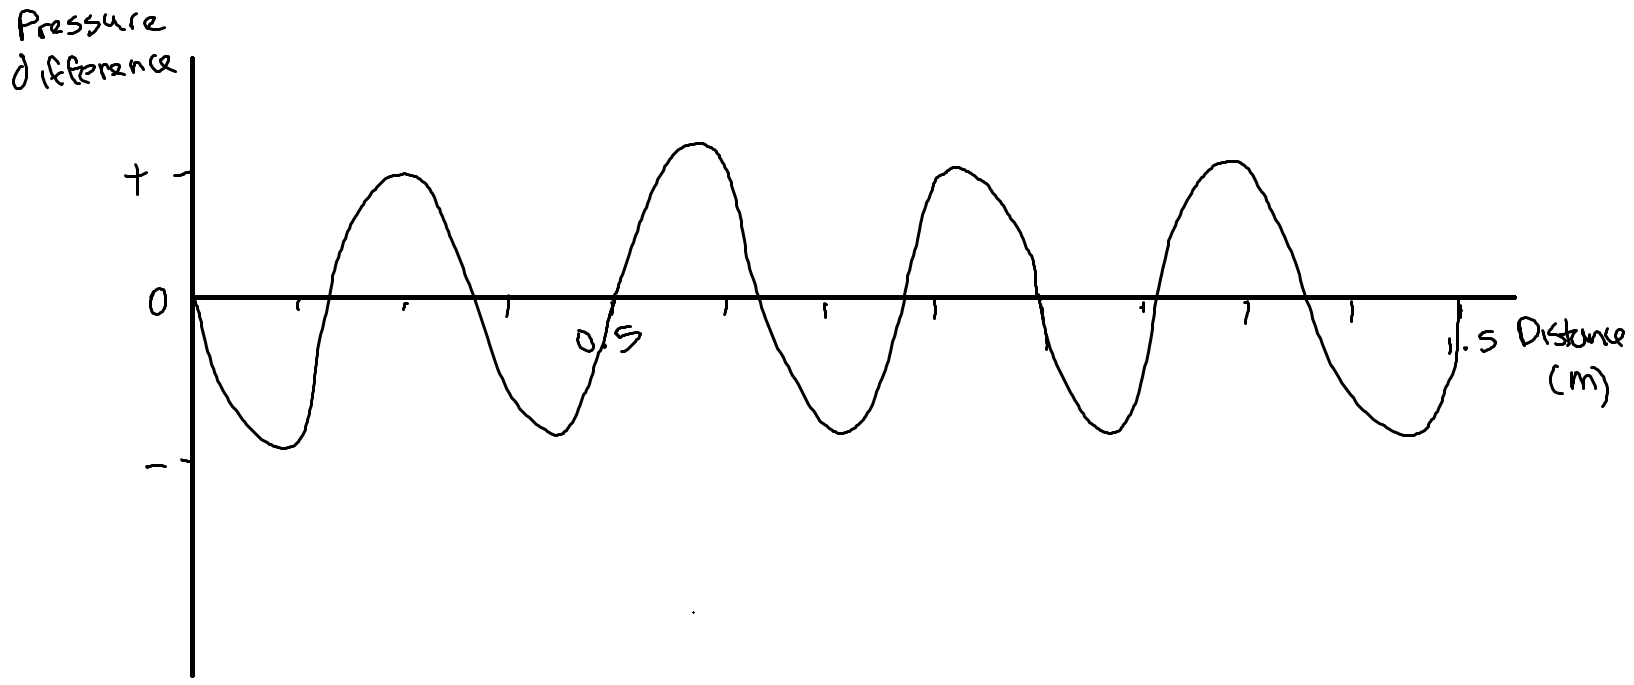 Pressure
difference
+
0
-
0.5
1.5 Distance
(m)